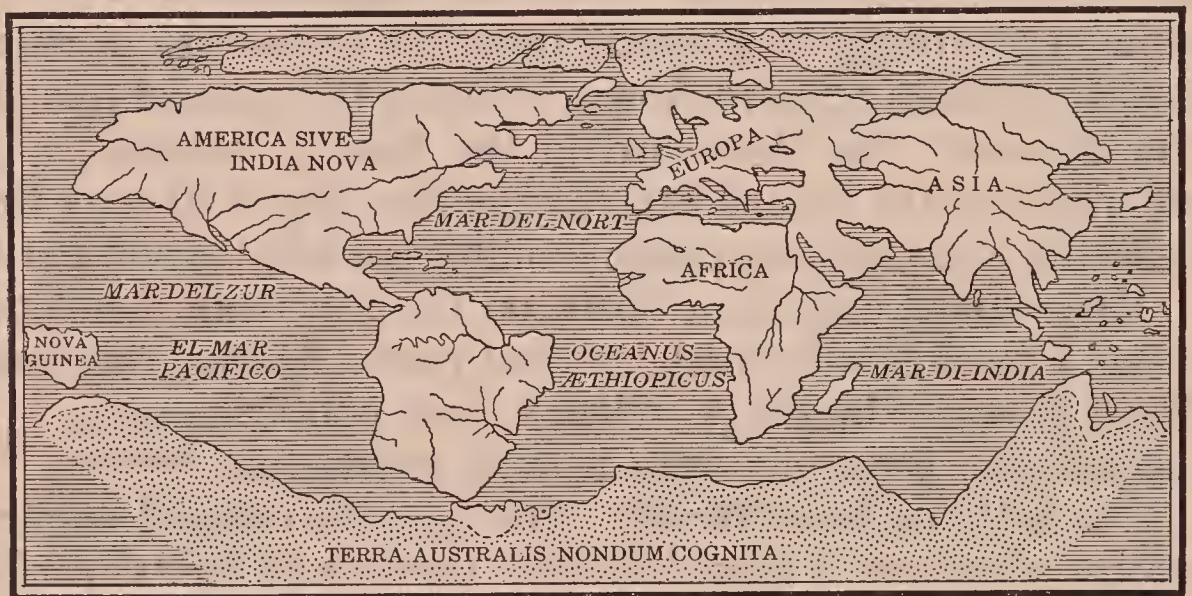 AMERICA SIVE
INDIA NOVA
EUROPA
ASIA
MAR-DEL-NORT
AFRICA
MAR-DEL-ZUR
NOVA
GUINEA
EL-MAR
PACIFICO
OCEANUS
ÆTHIOPICUS
MAR-DI-INDIA
TERRA AUSTRALIS NONDUM COGNITA